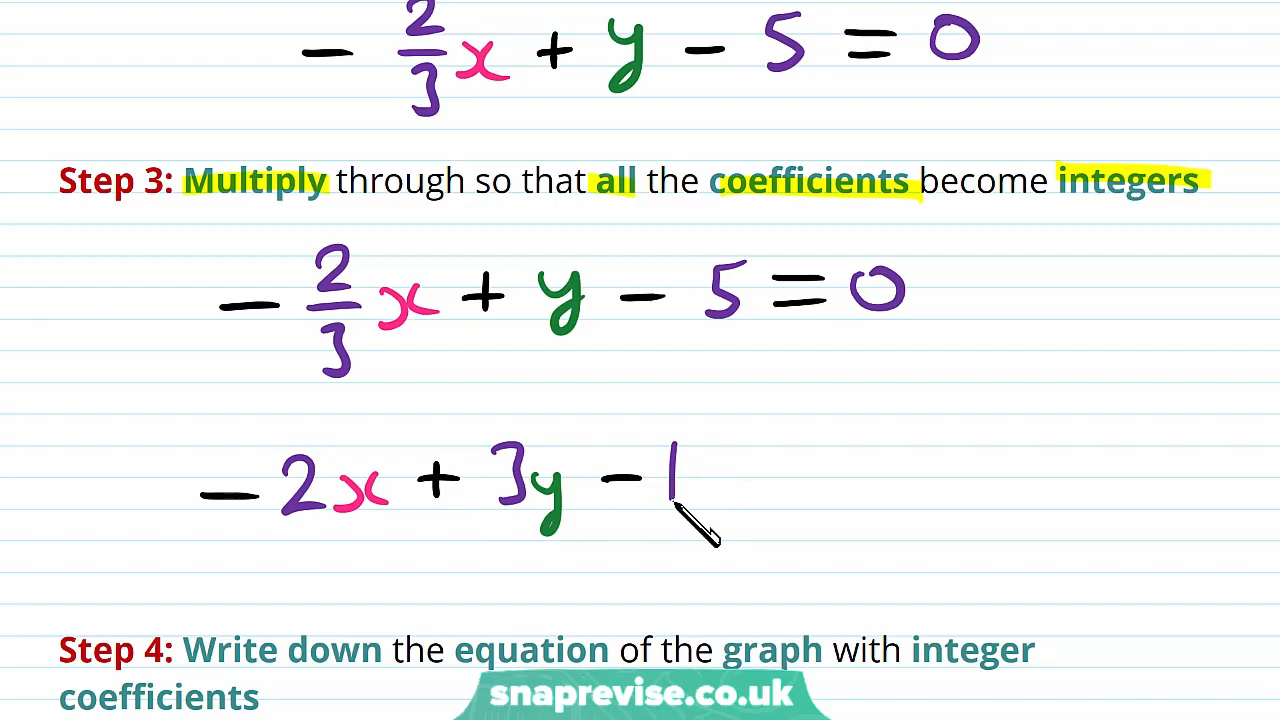 - 2/3 x + y - 5 = 0
Step 3: Multiply through so that all the coefficients become integers
- 2/3 x + y - 5 = 0
- 2x + 3y - 1
Step 4: Write down the equation of the graph with integer
coefficients
snaprevise.co.uk